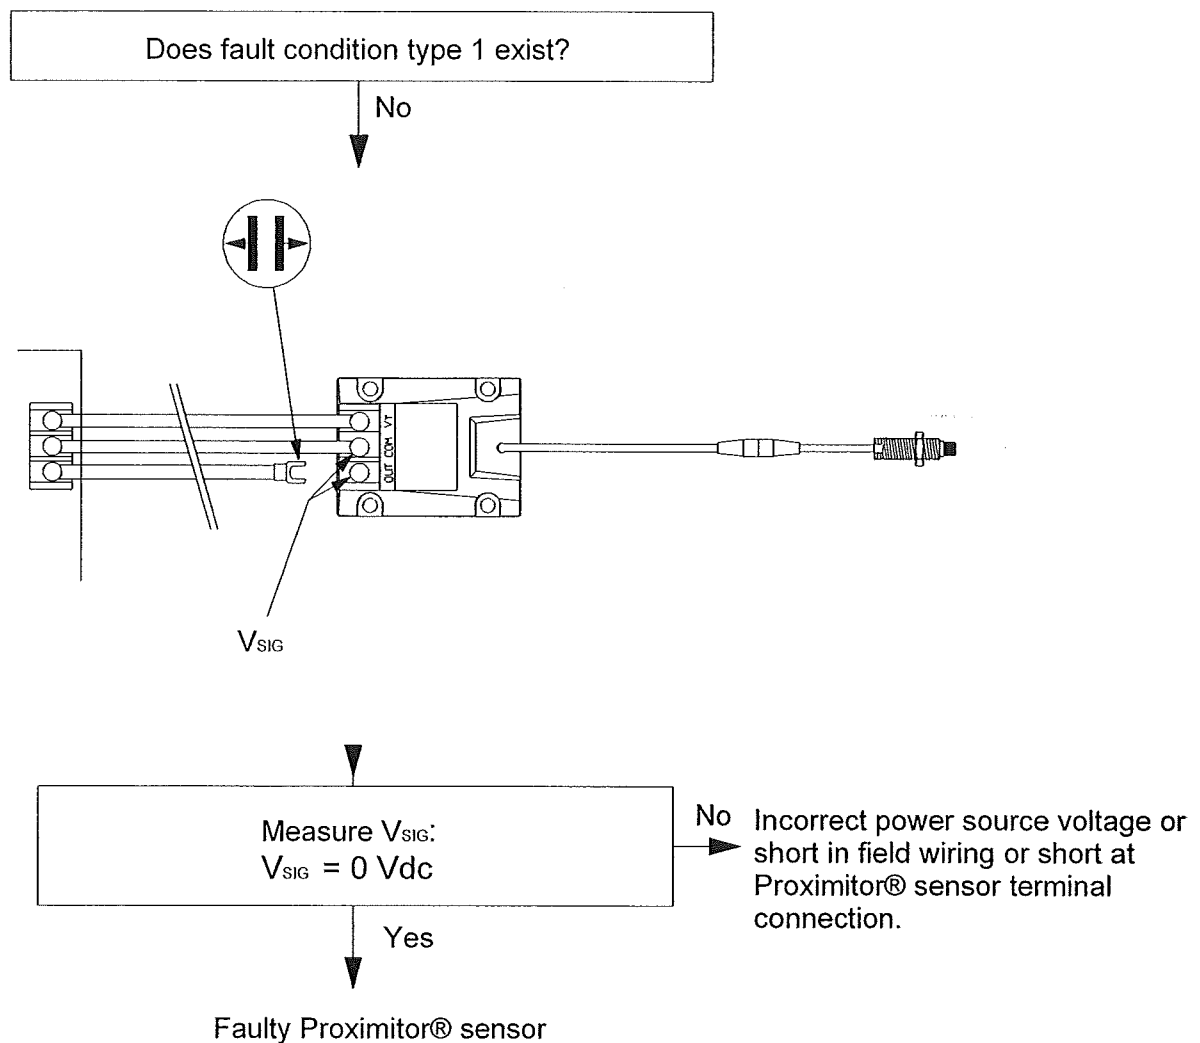 Does fault condition type 1 exist?
No
VT
COM
OUT
VSIG
Measure VSIG:
VSIG = 0 Vdc
No
Incorrect power source voltage or
short in field wiring or short at
Proximitor® sensor terminal
connection.
Yes
Faulty Proximitor® sensor